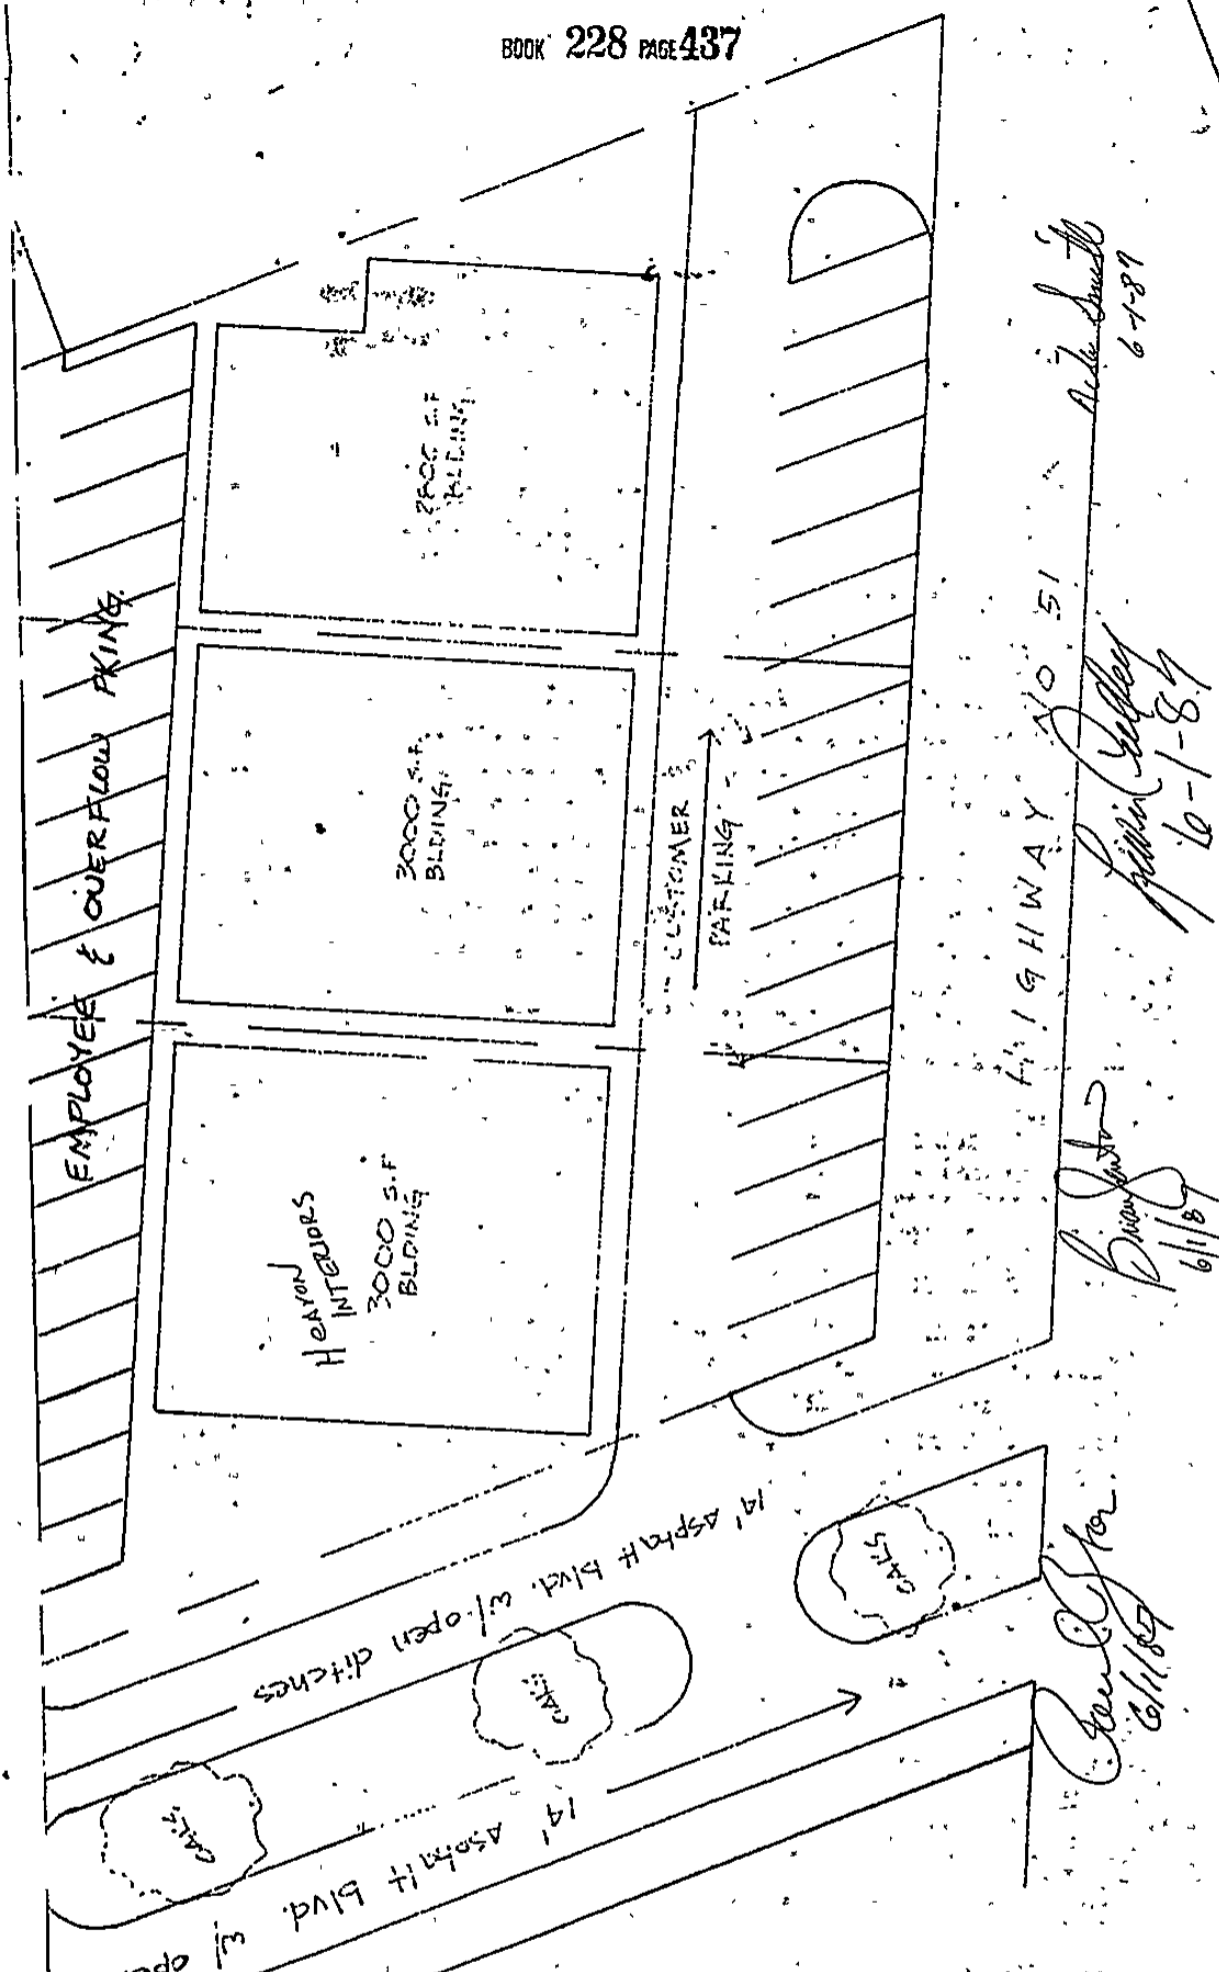 BOOK 228 PAGE 437
EMPLOYEE & OVERFLOW PKING.
BLDING.
3000 S.F.
BLDING.
HEAVON
INTERIORS
3000 S.F
BLDING
CUSTOMER
PARKING
HIGHWAY NO 51
6-1-87
6-1-87
6/1/87
6/1/87
14' ASphalt blvd. w/ open ditches
OAKS
OAKS
OAKS
14' ASphalt blvd. w/ ope